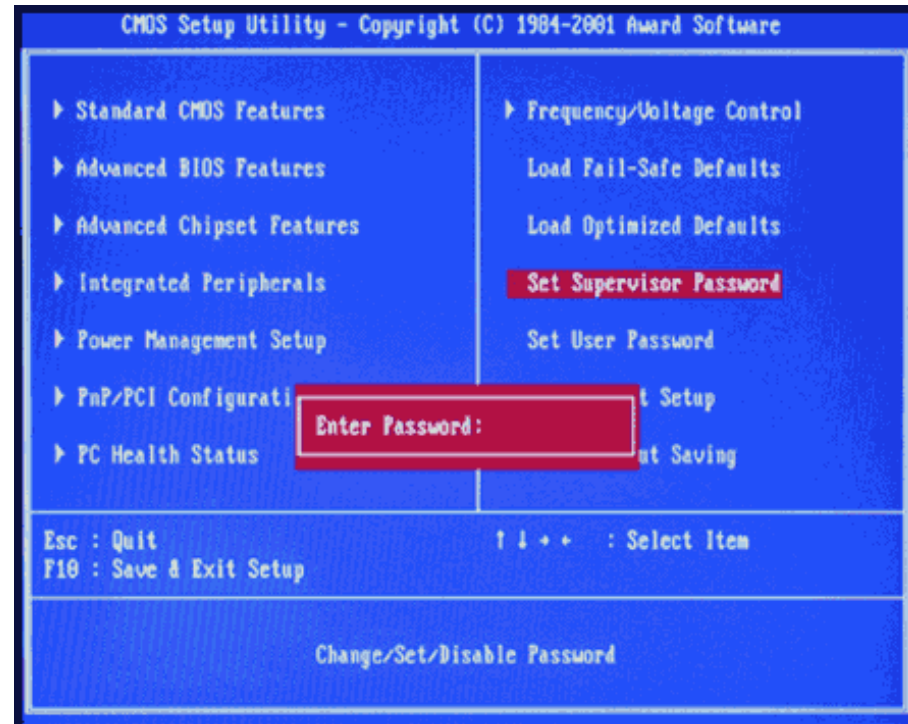 CMOS Setup Utility - Copyright (C) 1984-2001 Award Software
▶ Standard CMOS Features
▶ Advanced BIOS Features
▶ Advanced Chipset Features
▶ Integrated Peripherals
▶ Power Management Setup
▶ PnP/PCI Configurati
▶ PC Health Status
▶ Frequency/Voltage Control
Load Fail-Safe Defaults
Load Optimized Defaults
Set Supervisor Password
Set User Password
t Setup
ut Saving
Enter Password:
Esc : Quit
F10 : Save & Exit Setup
↑ ↓ → ← : Select Item
Change/Set/Disable Password